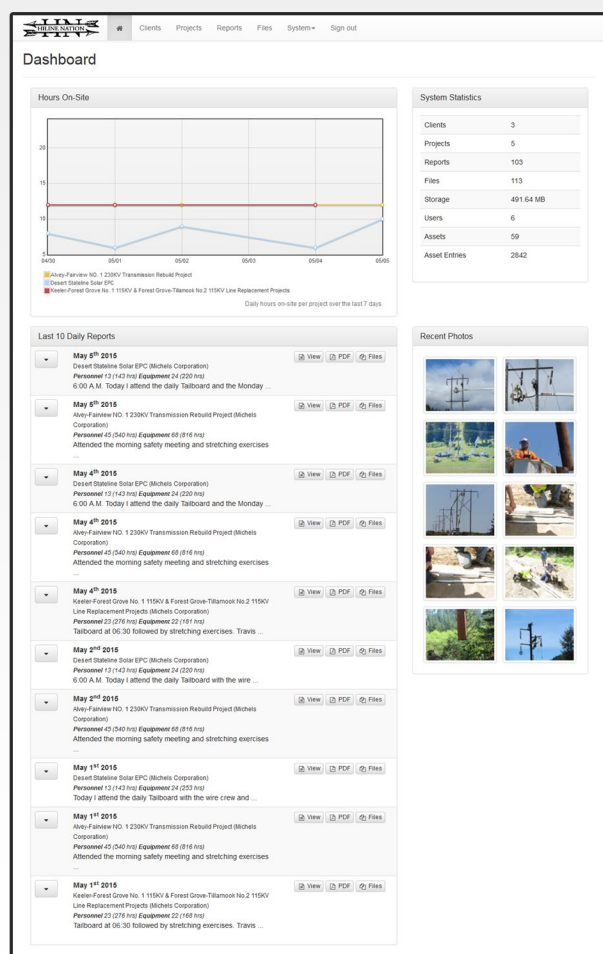 HILINE NATION
Clients Projects Reports Files System Sign out
Dashboard
Hours On-Site
20
15
10
5
04/30 05/01 05/02 05/03 05/04 05/05
Alvey-Fairview NO. 1 230KV Transmission Rebuild Project
Desert Stateline Solar EPC
Keeler-Forest Grove No. 1 115KV & Forest Grove-Tillamook No.2 115KV Line Replacement Projects
Daily hours on-site per project over the last 7 days
System Statistics
Clients 3
Projects 5
Reports 103
Files 113
Storage 491.64 MB
Users 6
Assets 59
Asset Entries 2842
Last 10 Daily Reports
May 5th 2015 View PDF Files
Desert Stateline Solar EPC (Michels Corporation)
Personnel 13 (143 hrs) Equipment 24 (220 hrs)
6:00 A.M. Today I attend the daily Tailboard and the Monday ...
May 5th 2015 View PDF Files
Alvey-Fairview NO. 1 230KV Transmission Rebuild Project (Michels
Corporation)
Personnel 45 (540 hrs) Equipment 68 (816 hrs)
Attended the morning safety meeting and stretching exercises
...
May 4th 2015 View PDF Files
Desert Stateline Solar EPC (Michels Corporation)
Personnel 13 (143 hrs) Equipment 24 (220 hrs)
6:00 A.M. Today I attend the daily Tailboard and the Monday ...
May 4th 2015 View PDF Files
Alvey-Fairview NO. 1 230KV Transmission Rebuild Project (Michels
Corporation)
Personnel 45 (540 hrs) Equipment 68 (816 hrs)
Attended the morning safety meeting and stretching exercises
...
May 4th 2015 View PDF Files
Keeler-Forest Grove No. 1 115KV & Forest Grove-Tillamook No.2 115KV
Line Replacement Projects (Michels Corporation)
Personnel 23 (276 hrs) Equipment 22 (181 hrs)
Tailboard at 06:30 followed by stretching exercises. Travis ...
May 2nd 2015 View PDF Files
Desert Stateline Solar EPC (Michels Corporation)
Personnel 13 (143 hrs) Equipment 24 (220 hrs)
6:00 A.M. Today I attend the daily Tailboard with the wire ...
May 2nd 2015 View PDF Files
Alvey-Fairview NO. 1 230KV Transmission Rebuild Project (Michels
Corporation)
Personnel 45 (540 hrs) Equipment 68 (816 hrs)
Attended the morning safety meeting and stretching exercises
...
May 1st 2015 View PDF Files
Desert Stateline Solar EPC (Michels Corporation)
Personnel 13 (143 hrs) Equipment 24 (253 hrs)
Today I attend the daily Tailboard with the wire crew and ...
May 1st 2015 View PDF Files
Alvey-Fairview NO. 1 230KV Transmission Rebuild Project (Michels
Corporation)
Personnel 45 (540 hrs) Equipment 68 (816 hrs)
Attended the morning safety meeting and stretching exercises
...
May 1st 2015 View PDF Files
Keeler-Forest Grove No. 1 115KV & Forest Grove-Tillamook No.2 115KV
Line Replacement Projects (Michels Corporation)
Personnel 23 (276 hrs) Equipment 22 (168 hrs)
Tailboard at 06:30 followed by stretching exercises. Travis ...
Recent Photos